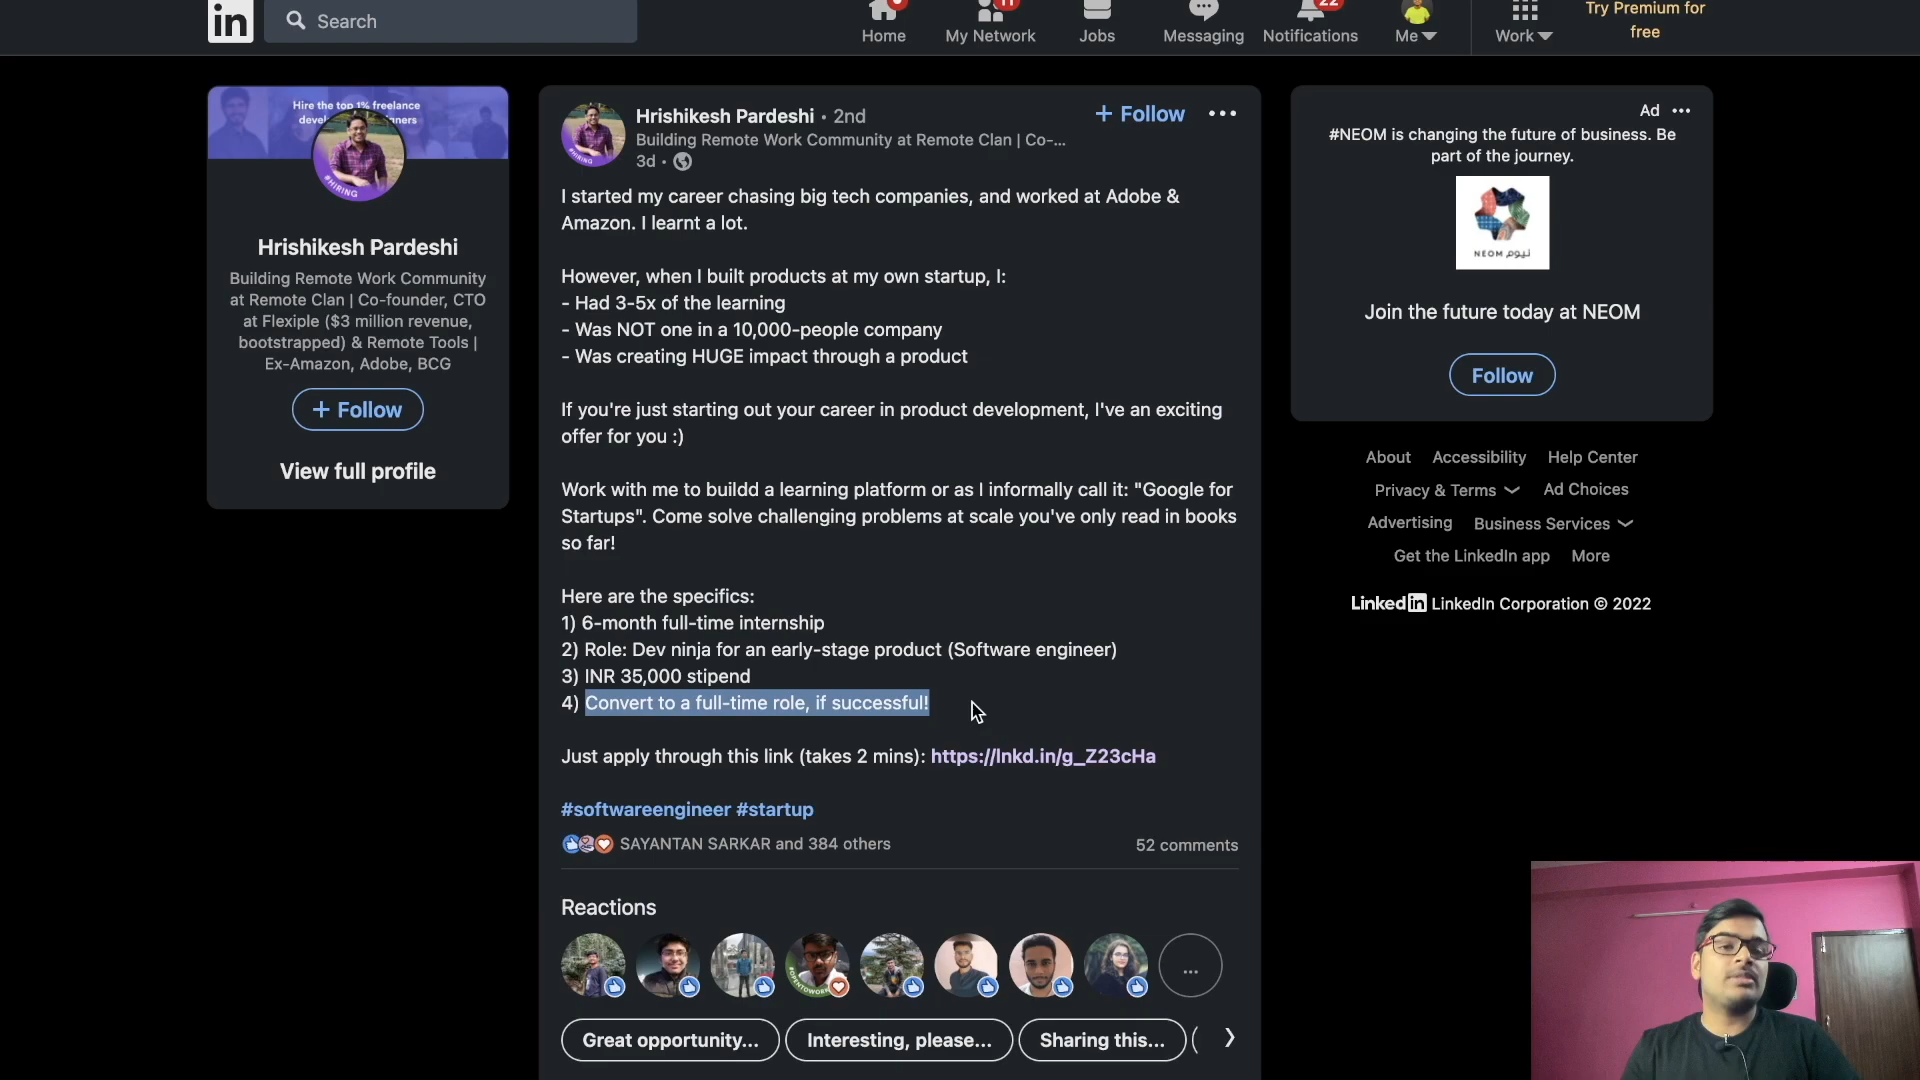 in
Search
Home
11
My Network
Jobs
Messaging
22
Notifications
Me
Work
Try Premium for
free
Hire the top 1% freelance
#HIRING
Hrishikesh Pardeshi
Building Remote Work Community
at Remote Clan | Co-founder, CTO
at Flexiple ($3 million revenue,
bootstrapped) & Remote Tools |
Ex-Amazon, Adobe, BCG
+ Follow
View full profile
Hrishikesh Pardeshi • 2nd
+ Follow
Building Remote Work Community at Remote Clan | Co-...
3d •
#HIRING
I started my career chasing big tech companies, and worked at Adobe &
Amazon. I learnt a lot.
However, when I built products at my own startup, I:
- Had 3-5x of the learning
- Was NOT one in a 10,000-people company
- Was creating HUGE impact through a product
If you're just starting out your career in product development, I've an exciting
offer for you :)
Work with me to buildd a learning platform or as I informally call it: "Google for
Startups". Come solve challenging problems at scale you've only read in books
so far!
Here are the specifics:
1) 6-month full-time internship
2) Role: Dev ninja for an early-stage product (Software engineer)
3) INR 35,000 stipend
4) Convert to a full-time role, if successful!
Just apply through this link (takes 2 mins): https://lnkd.in/g_Z23cHa
#softwareengineer #startup
SAYANTAN SARKAR and 384 others
52 comments
Reactions
#OPENTOWORK
...
Great opportunity...
Interesting, please...
Sharing this...
Ad
#NEOM is changing the future of business. Be
part of the journey.
NEOM نيوم
Join the future today at NEOM
Follow
About Accessibility Help Center
Privacy & Terms Ad Choices
Advertising Business Services
Get the LinkedIn app More
Linkedin LinkedIn Corporation © 2022